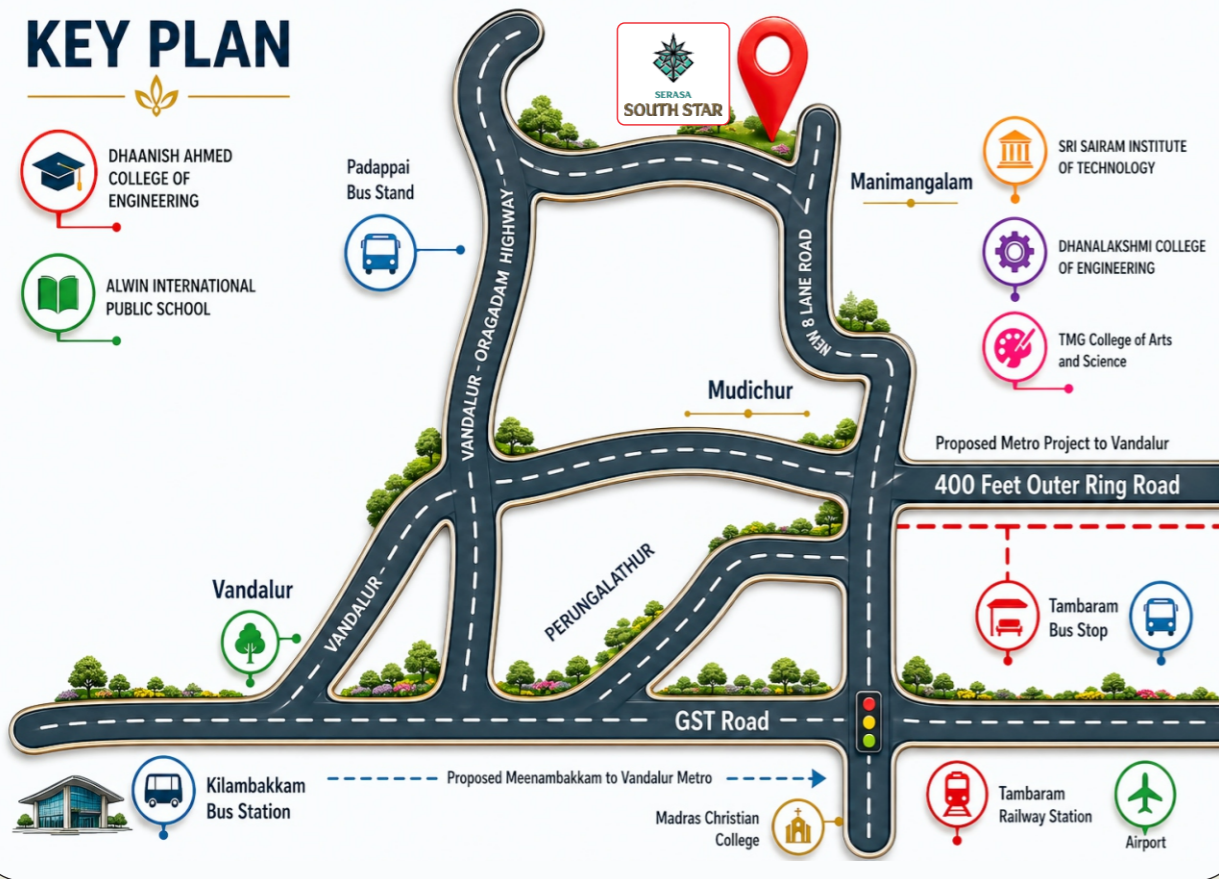 KEY PLAN
DHAANISH AHMED
COLLEGE OF
ENGINEERING
ALWIN INTERNATIONAL
PUBLIC SCHOOL
Padappai
Bus Stand
SERASA
SOUTH STAR
Manimangalam
SRI SAIRAM INSTITUTE
OF TECHNOLOGY
DHANALAKSHMI COLLEGE
OF ENGINEERING
TMG College of Arts
and Science
VANDALUR - ORAGADAM HIGHWAY
NEW 8 LANE ROAD
Mudichur
Proposed Metro Project to Vandalur
400 Feet Outer Ring Road
PERUNGALATHUR
Vandalur
VANDALUR
Tambaram
Bus Stop
GST Road
Kilambakkam
Bus Station
Proposed Meenambakkam to Vandalur Metro
Madras Christian
College
Tambaram
Railway Station
Airport